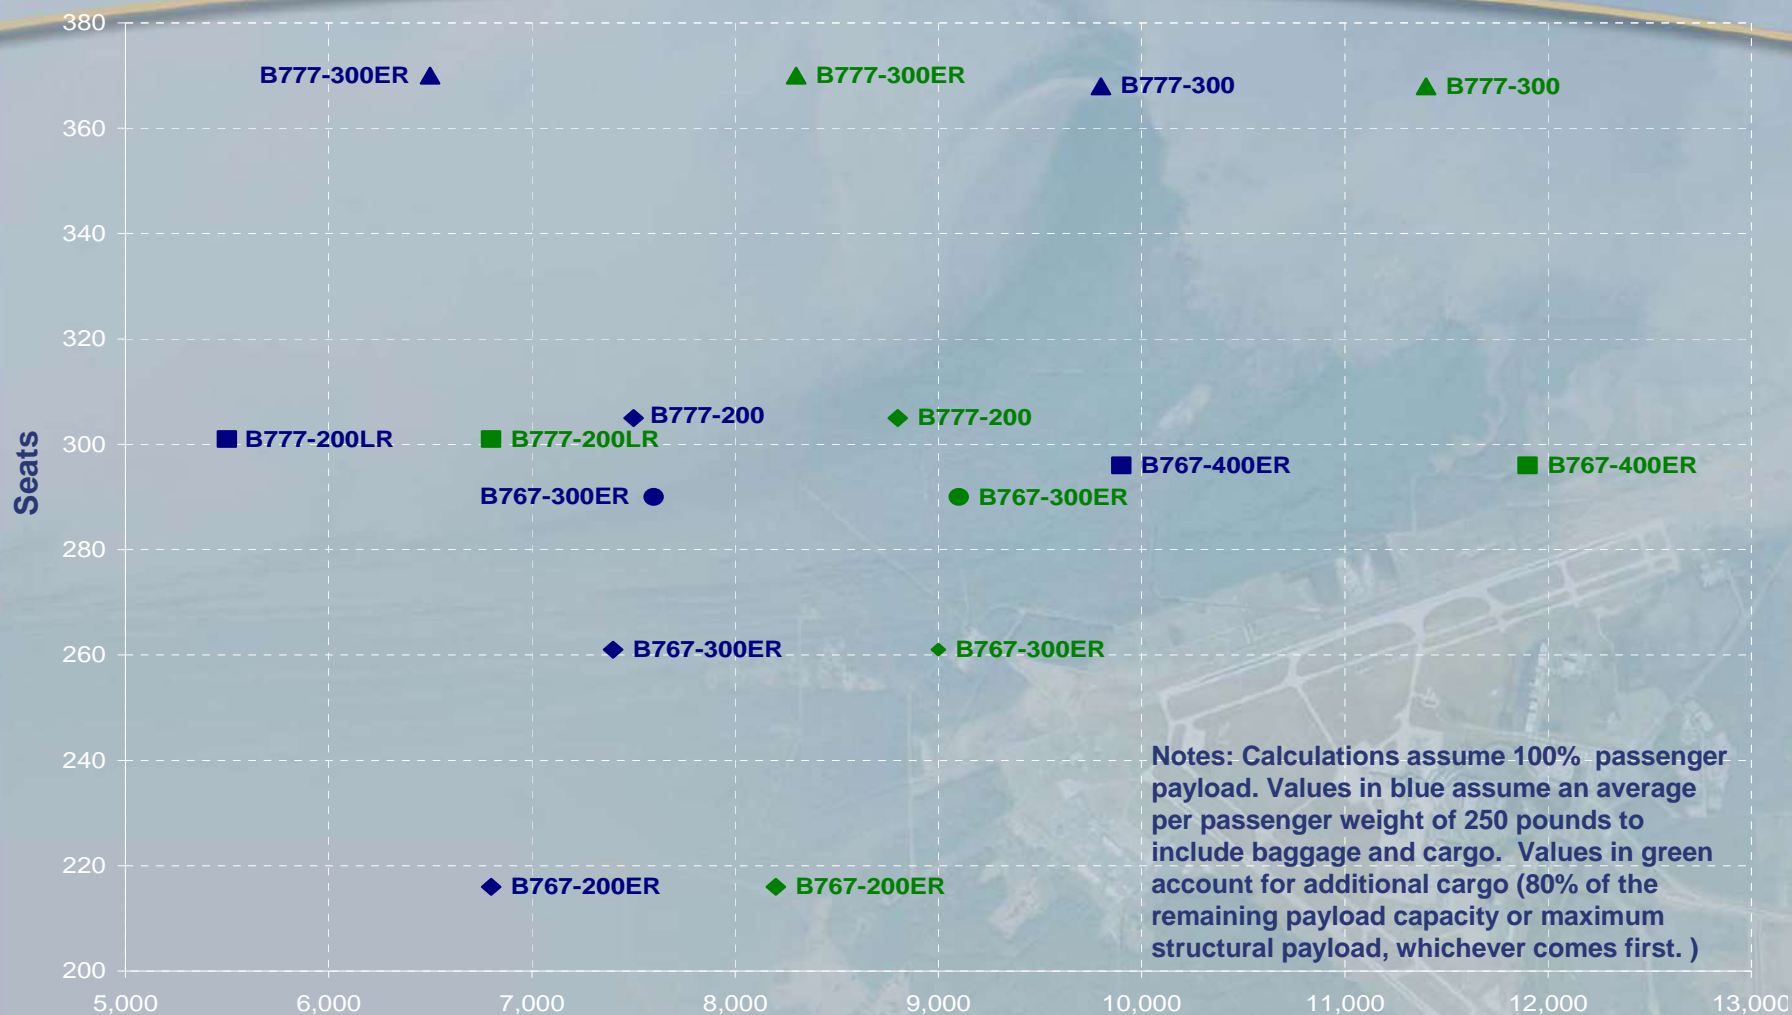 380
B777-300ER
B777-300ER
B777-300
B777-300
360
340
320
B777-200
B777-200
300
B777-200LR
B777-200LR
B767-400ER
B767-400ER
Seats
B767-300ER
B767-300ER
280
260
B767-300ER
B767-300ER
240
Notes: Calculations assume 100% passenger
payload. Values in blue assume an average
per passenger weight of 250 pounds to
include baggage and cargo. Values in green
account for additional cargo (80% of the
remaining payload capacity or maximum
structural payload, whichever comes first. )
220
B767-200ER
B767-200ER
200
5,000 6,000 7,000 8,000 9,000 10,000 11,000 12,000 13,000